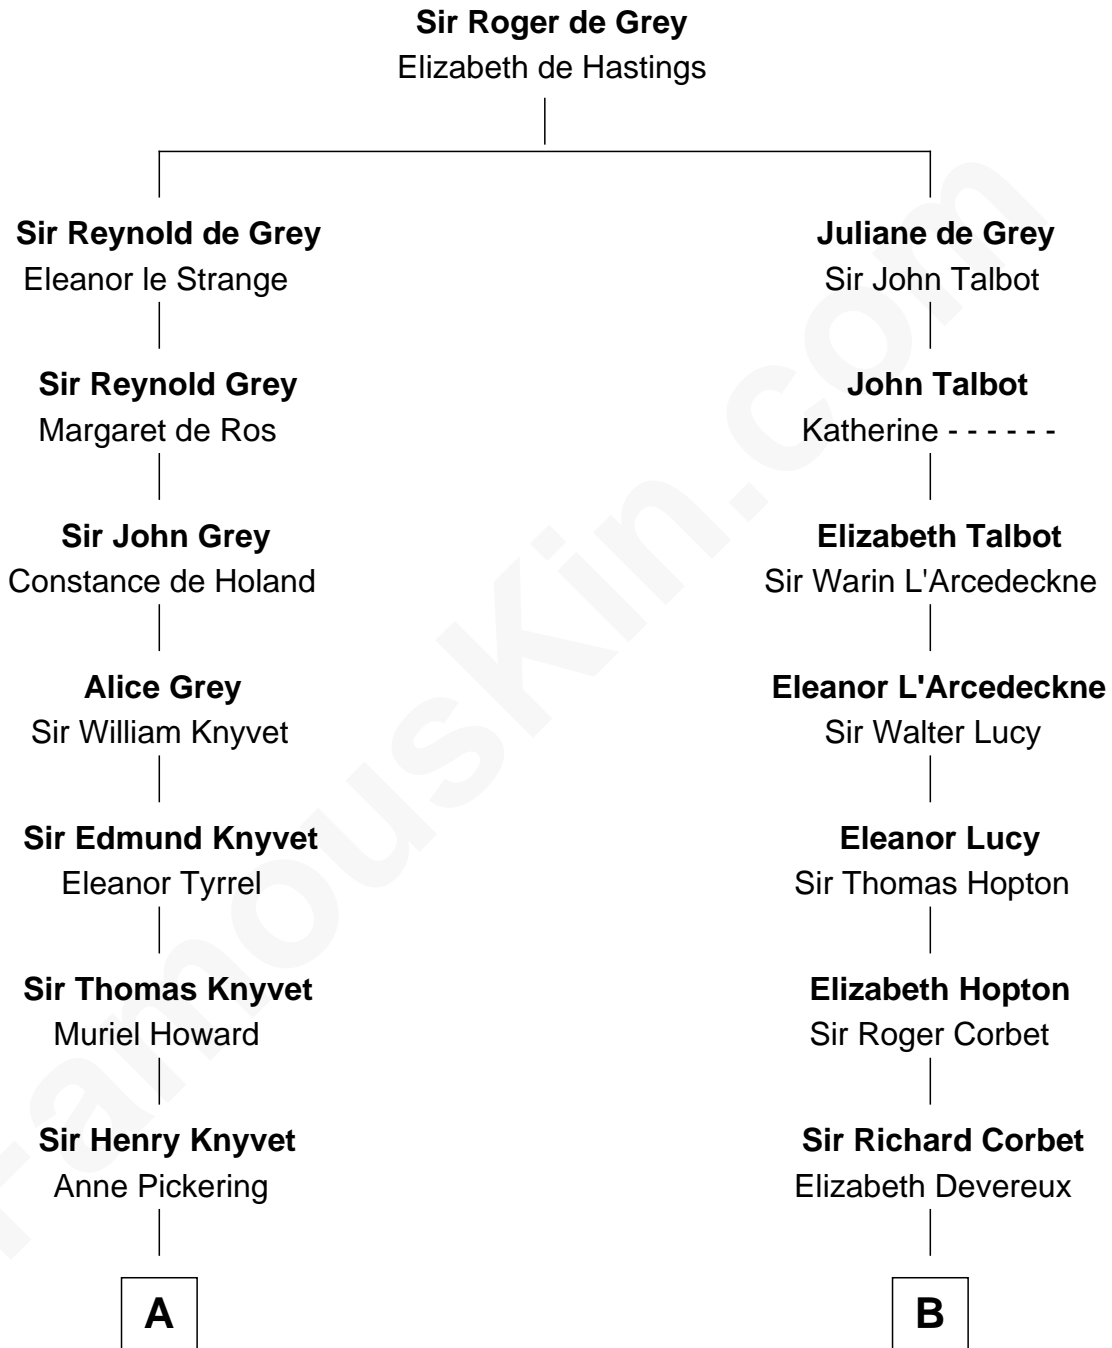 Sir Roger de Grey
Elizabeth de Hastings
Sir Reynold de Grey
Eleanor le Strange
Juliane de Grey
Sir John Talbot
Sir Reynold Grey
Margaret de Ros
John Talbot
Katherine - - - - - -
Sir John Grey
Constance de Holand
Elizabeth Talbot
Sir Warin L'Arcedeckne
Alice Grey
Sir William Knyvet
Eleanor L'Arcedeckne
Sir Walter Lucy
Sir Edmund Knyvet
Eleanor Tyrrel
Eleanor Lucy
Sir Thomas Hopton
Sir Thomas Knyvet
Muriel Howard
Elizabeth Hopton
Sir Roger Corbet
Sir Henry Knyvet
Anne Pickering
Sir Richard Corbet
Elizabeth Devereux
A
B
FamousKin.com